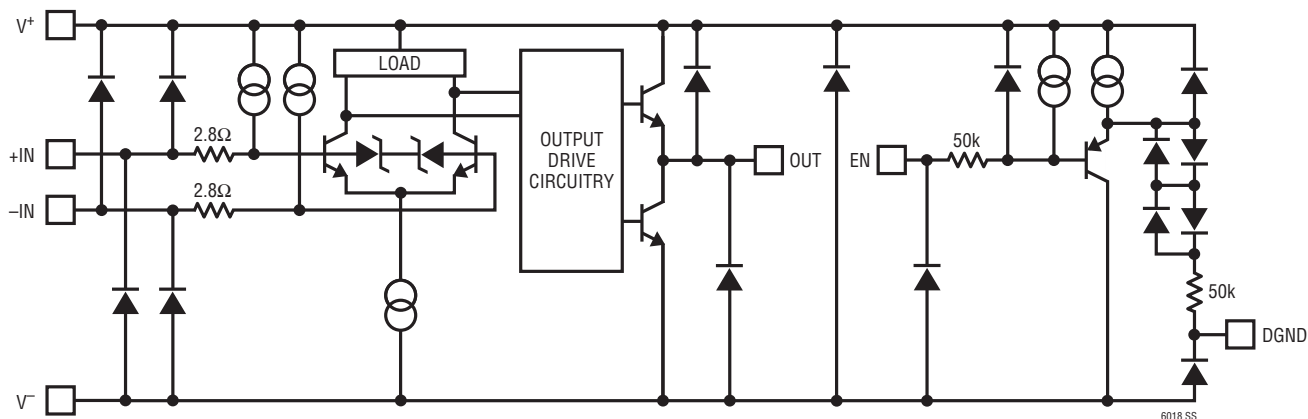 V+
LOAD
2.8Ω
+IN
2.8Ω
–IN
OUTPUT
DRIVE
CIRCUITRY
OUT
EN
50k
50k
DGND
V–
6018 SS